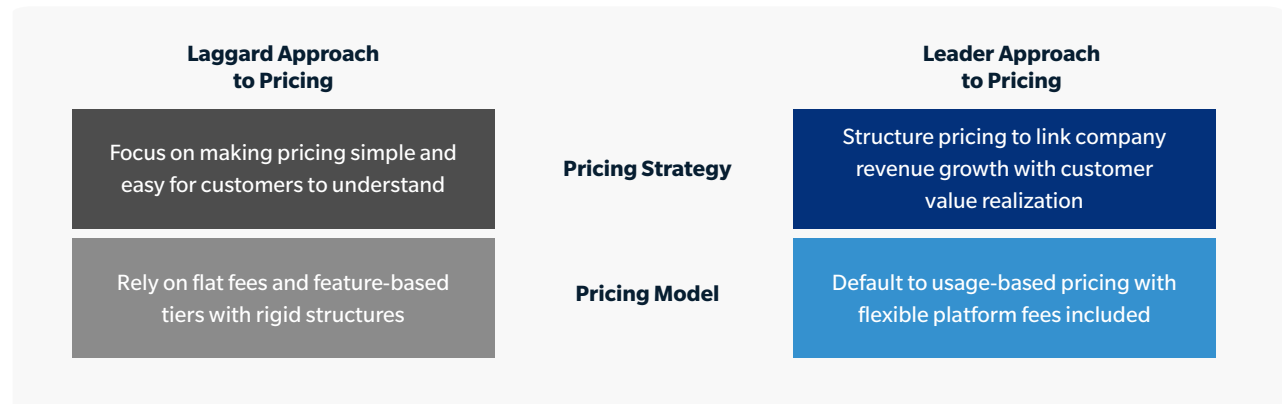 Laggard Approach
to Pricing
Leader Approach
to Pricing
Focus on making pricing simple and
easy for customers to understand
Pricing Strategy
Structure pricing to link company
revenue growth with customer
value realization
Rely on flat fees and feature-based
tiers with rigid structures
Pricing Model
Default to usage-based pricing with
flexible platform fees included